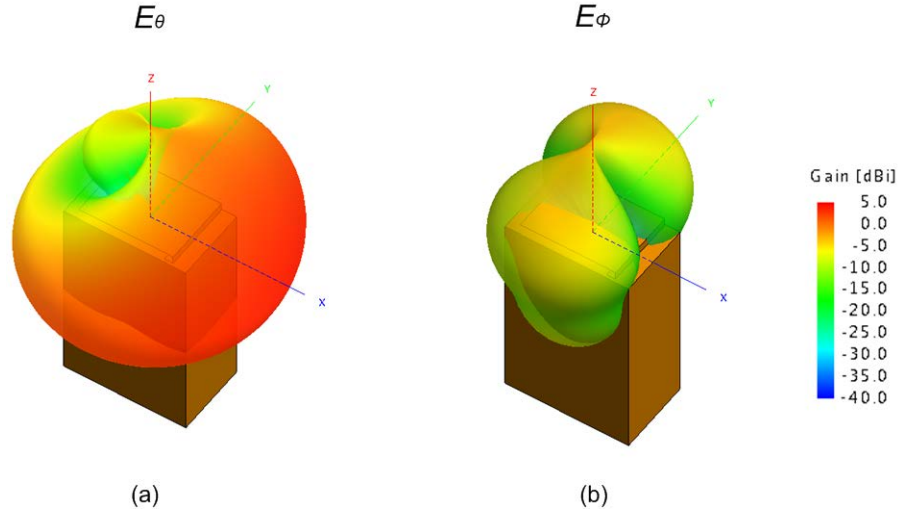 Eθ
EΦ
Z
Y
X
Z
Y
X
Gain [dBi]
5.0
0.0
-5.0
-10.0
-15.0
-20.0
-25.0
-30.0
-35.0
-40.0
(a)
(b)